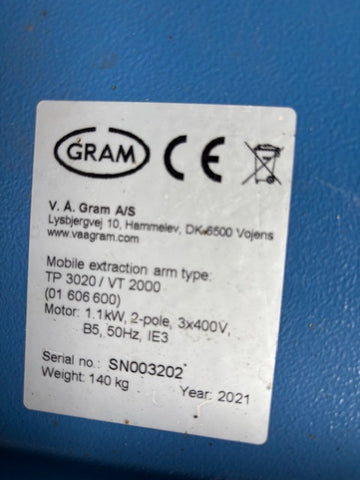 GRAM CE
V. Å. Gram A/S
Lysbjergvej 10, Hammelev, DK-6500 Vojens
www.vaagram.com
Mobile extraction arm type:
TP 3020 / VT 2000
(01 606 600)
Motor: 1.1kW, 2-pole, 3x400V,
B5, 50Hz, IE3
Serial no.: SN003202
Weight: 140 kg Year: 2021